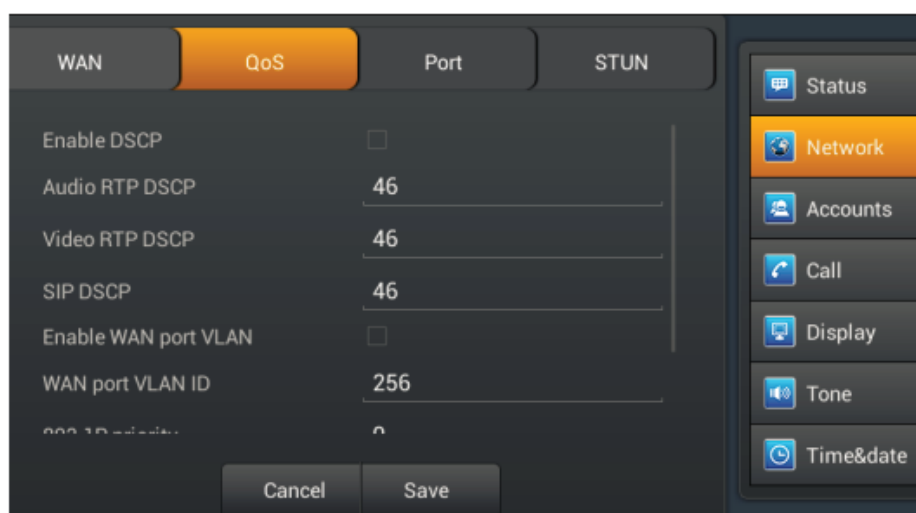 WAN QoS Port STUN
Enable DSCP
Audio RTP DSCP 46
Video RTP DSCP 46
SIP DSCP 46
Enable WAN port VLAN
WAN port VLAN ID 256
Cancel Save
Status
Network
Accounts
Call
Display
Tone
Time&date